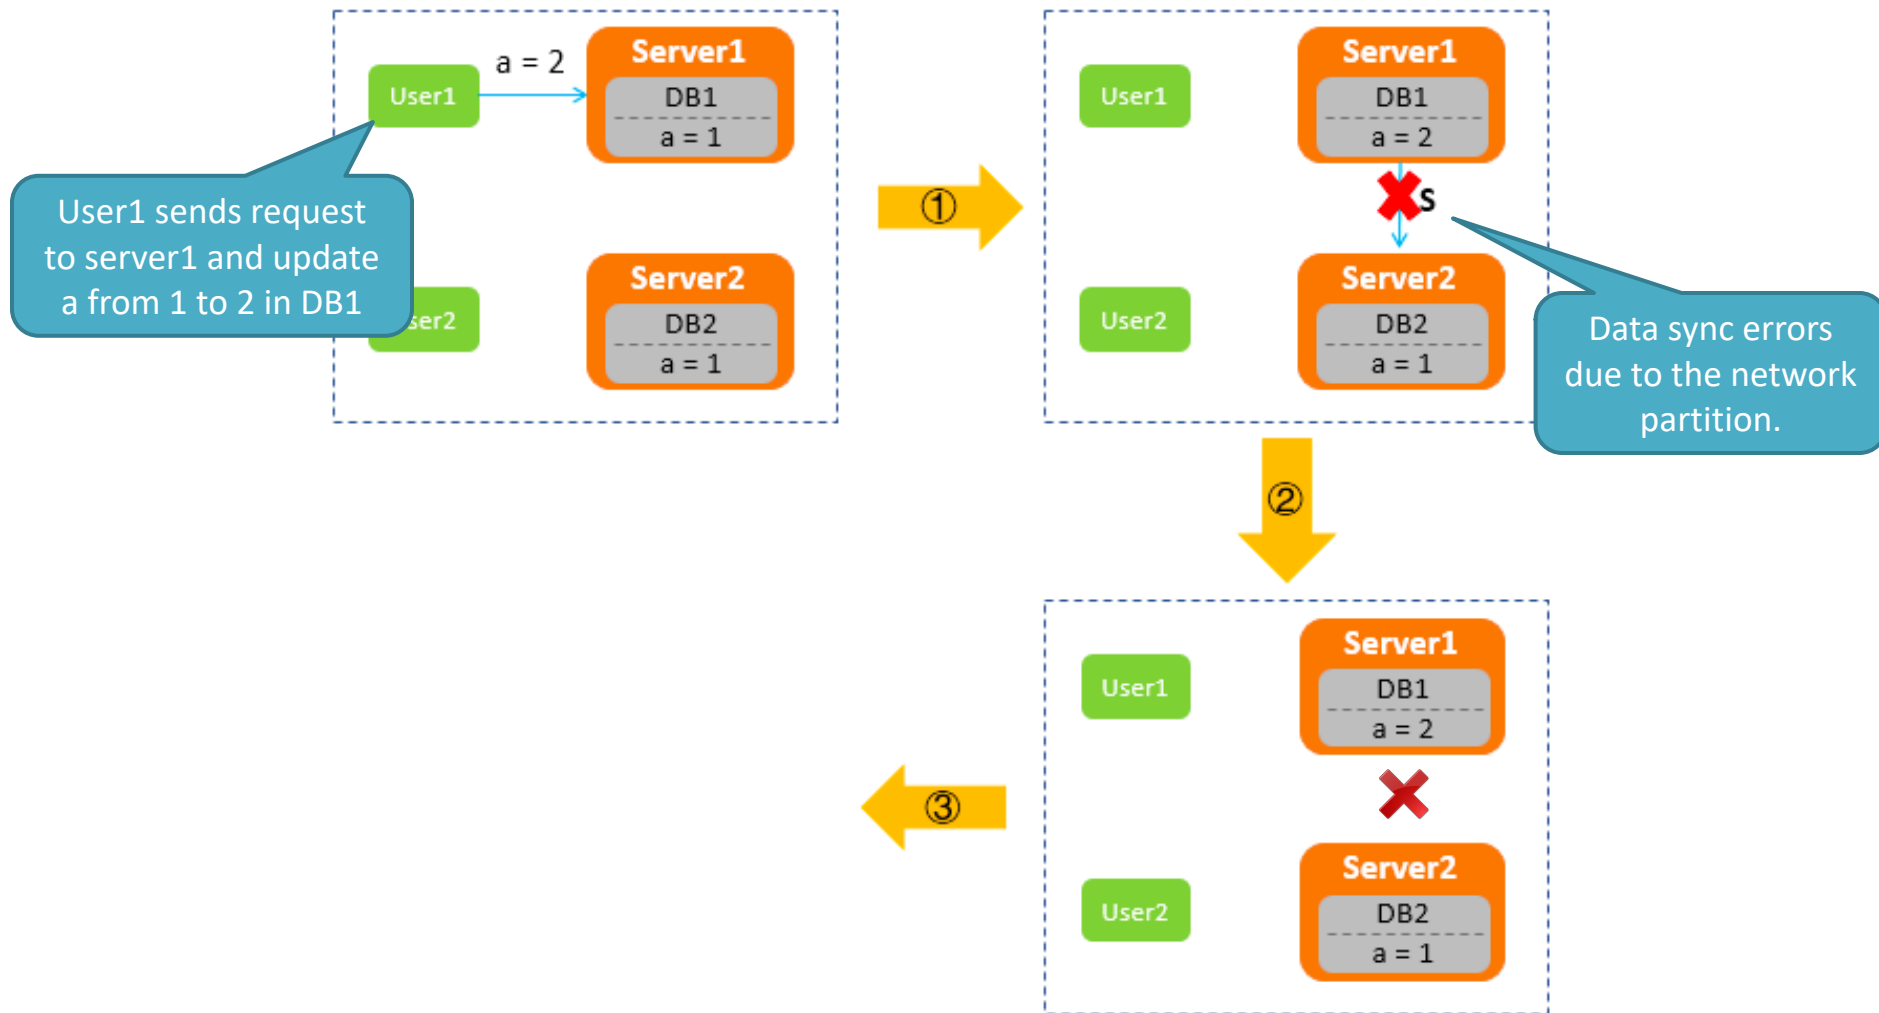 a = 2
User1
Server1
DB1
a = 1
User1 sends request
to server1 and update
a from 1 to 2 in DB1
ser2
Server2
DB2
a = 1
①
User1
Server1
DB1
a = 2
S
User2
Server2
DB2
a = 1
Data sync errors
due to the network
partition.
②
User1
Server1
DB1
a = 2
③
User2
Server2
DB2
a = 1